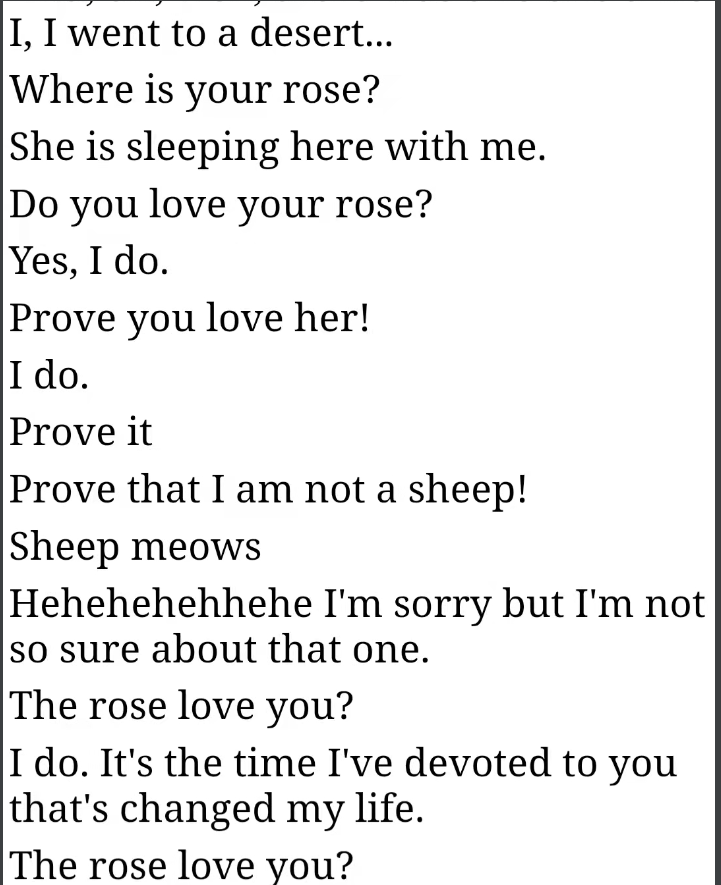 I, I went to a desert...
Where is your rose?
She is sleeping here with me.
Do you love your rose?
Yes, I do.
Prove you love her!
I do.
Prove it
Prove that I am not a sheep!
Sheep meows
Hehehehehhehe I'm sorry but I'm not
so sure about that one.
The rose love you?
I do. It's the time I've devoted to you
that's changed my life.
The rose love you?